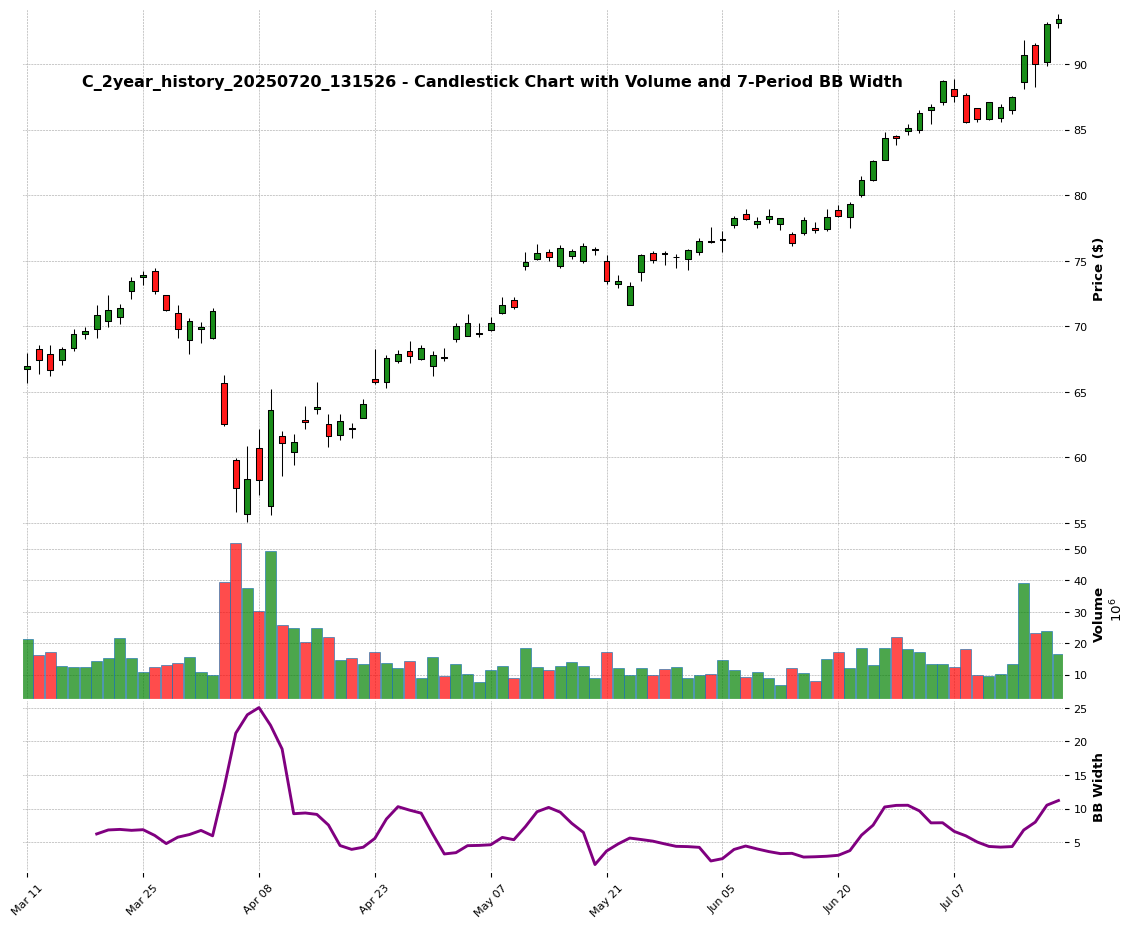 C_2year_history_20250720_131526 - Candlestick Chart with Volume and 7-Period BB Width
90
85
80
75
70
65
60
55
Price ($)
50
40
30
20
10
Volume
10^6
25
20
15
10
5
BB Width
Mar 11
Mar 25
Apr 08
Apr 23
May 07
May 21
Jun 05
Jun 20
Jul 07